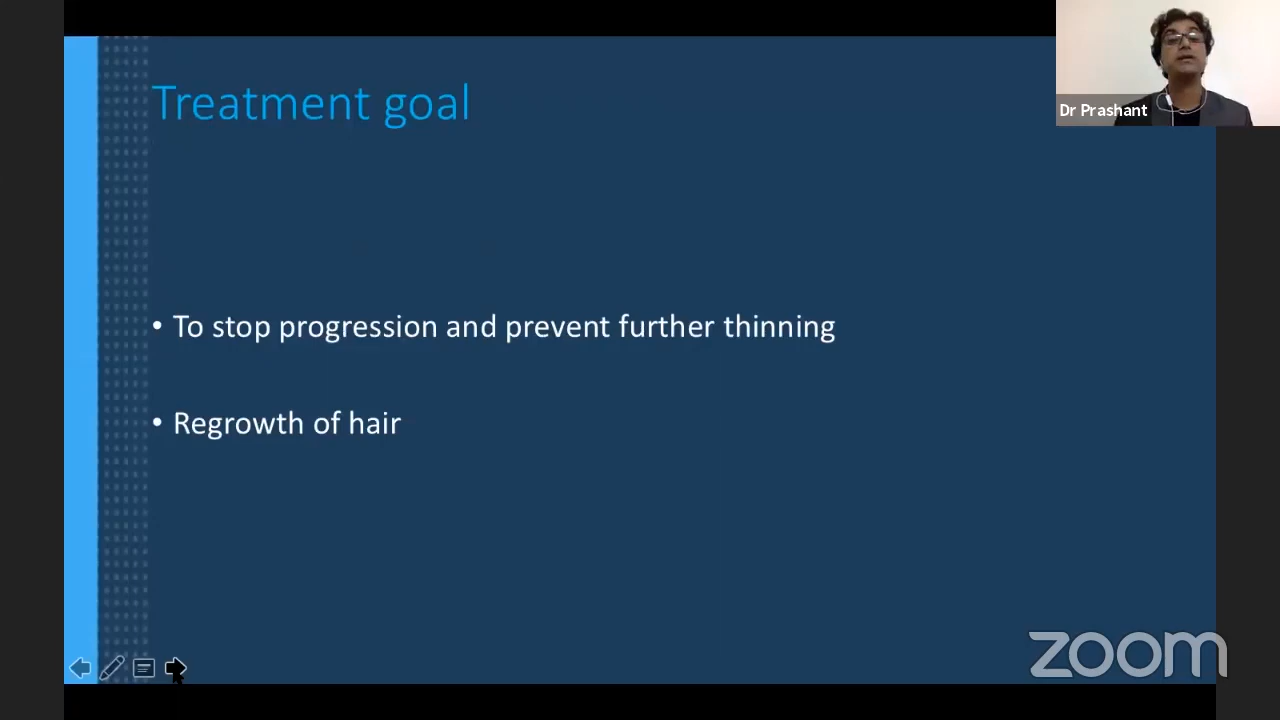 Treatment goal
Dr Prashant
• To stop progression and prevent further thinning
• Regrowth of hair
zoom